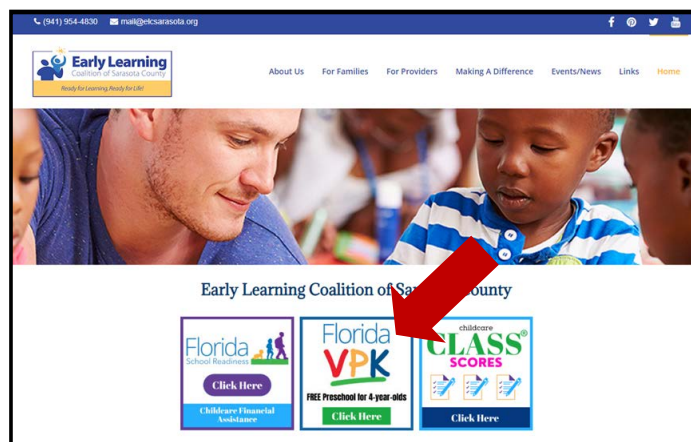 (941) 954-4830 mail@elcsarasota.org
Early Learning
Coalition of Sarasota County
Ready for Learning, Ready for Life!
About Us For Families For Providers Making A Difference Events/News Links Home
Early Learning Coalition of Sar ounty
Florida
School Readiness
Click Here
Childcare Financial
Assistance
Florida
VPK
FREE Preschool for 4-year-olds
Click Here
childcare
CLASS®
SCORES
Click Here